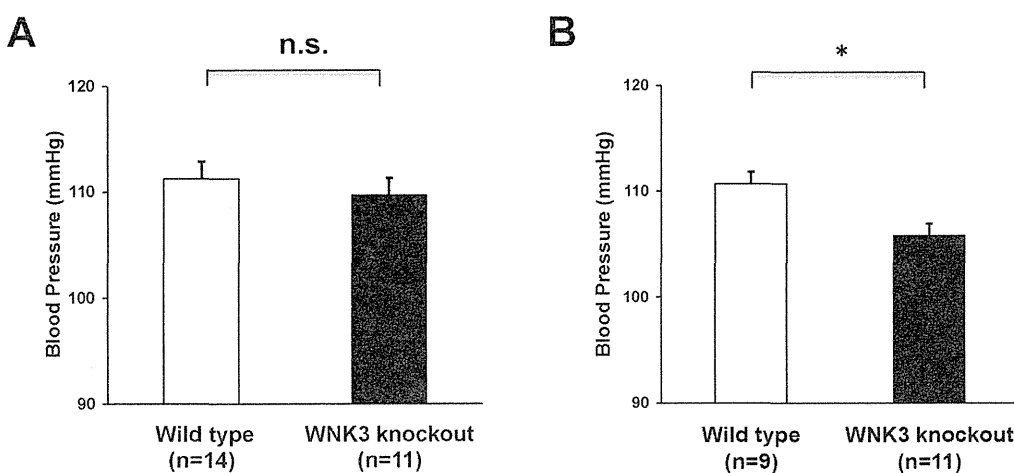 A
n.s.
120
110
100
90
Blood Pressure (mmHg)
Wild type
(n=14)
WNK3 knockout
(n=11)
B
*
120
110
100
90
Blood Pressure (mmHg)
Wild type
(n=9)
WNK3 knockout
(n=11)